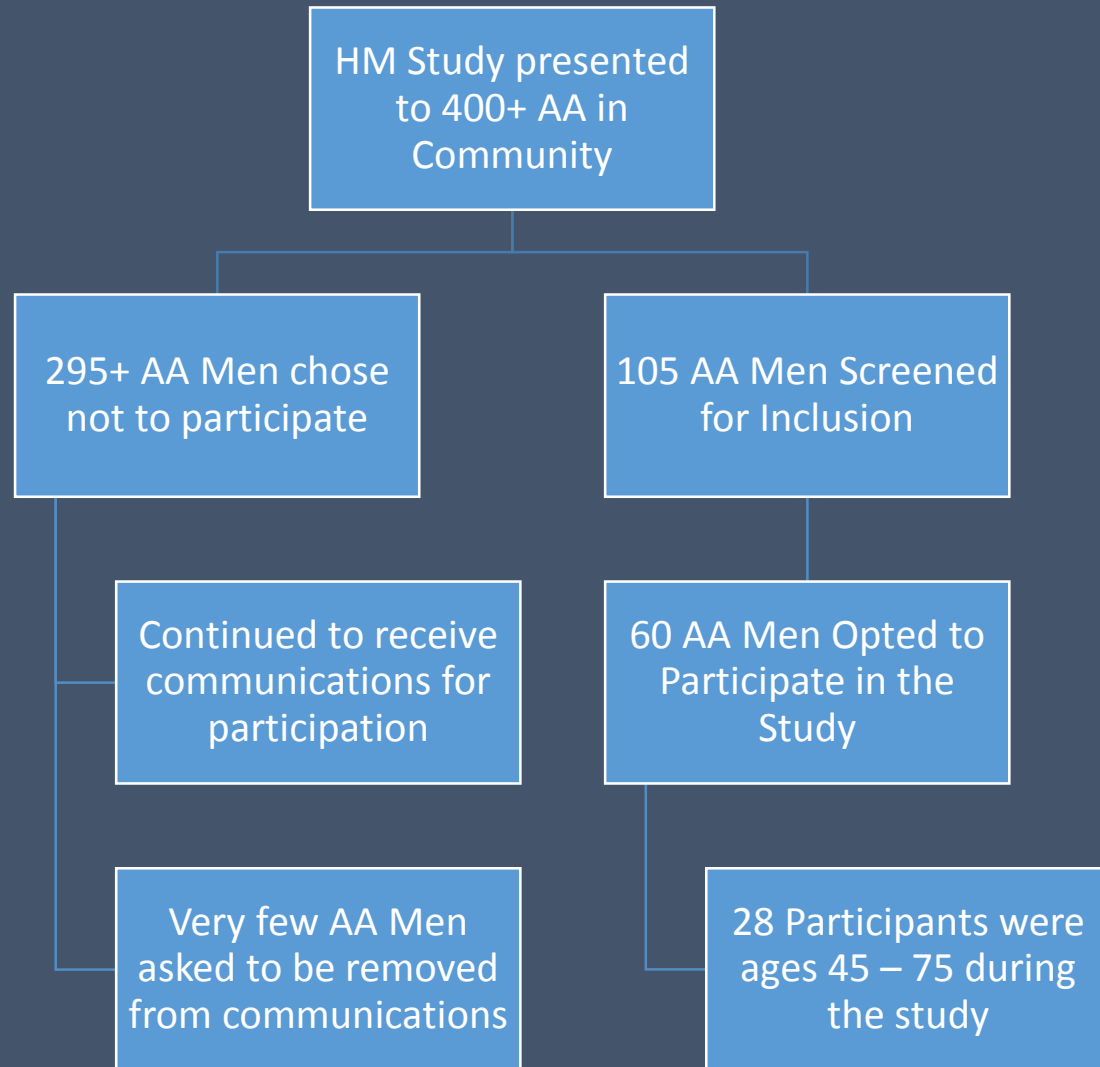 HM Study presented
to 400+ AA in
Community
295+ AA Men chose
not to participate
105 AA Men Screened
for Inclusion
Continued to receive
communications for
participation
60 AA Men Opted to
Participate in the
Study
Very few AA Men
asked to be removed
from communications
28 Participants were
ages 45 – 75 during
the study